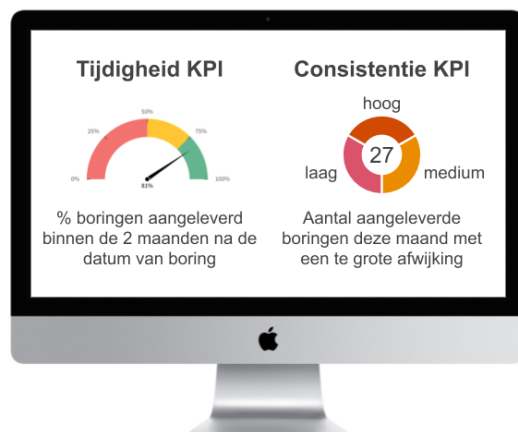 Tijdigheid KPI
50%
25%
75%
0%
100%
81%
% boringen aangeleverd
binnen de 2 maanden na de
datum van boring
Consistentie KPI
hoog
27
laag
medium
Aantal aangeleverde
boringen deze maand met
een te grote afwijking